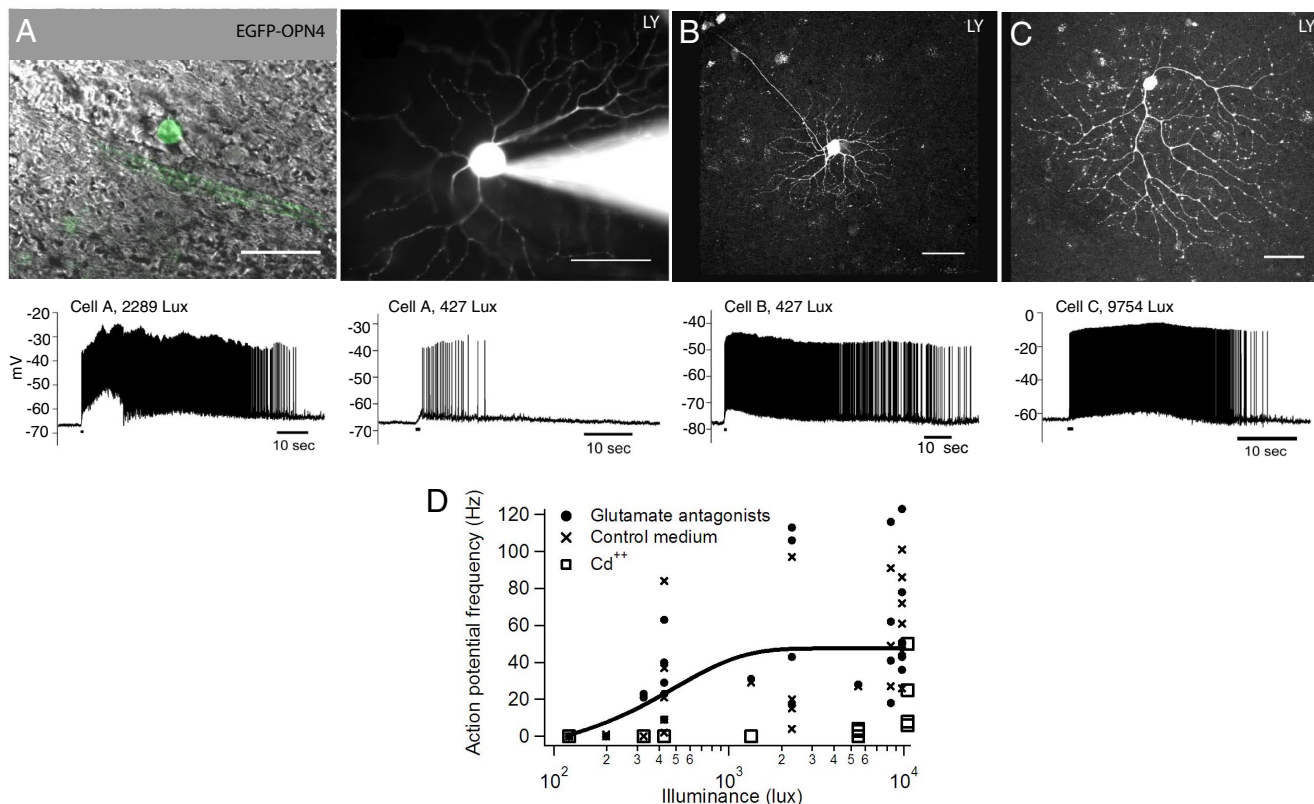 A
EGFP-OPN4
LY
B
LY
C
LY
Cell A, 2289 Lux
-20
-30
-40
-50
-60
-70
mV
10 sec
Cell A, 427 Lux
-30
-40
-50
-60
-70
10 sec
Cell B, 427 Lux
-40
-50
-60
-70
-80
10 sec
Cell C, 9754 Lux
0
-20
-40
-60
10 sec
D
Action potential frequency (Hz)
120
100
80
60
40
20
0
Glutamate antagonists
Control medium
Cd++
10²
2 3 4 5 6
10³
2 3 4 5 6
10⁴
Illuminance (lux)